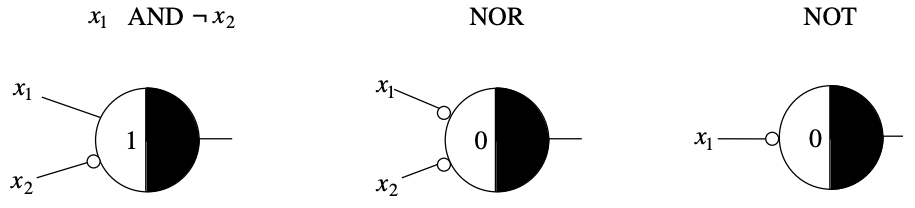 x₁ AND ¬ x₂
NOR
NOT
x₁
1
x₂
x₁
0
x₂
x₁
0